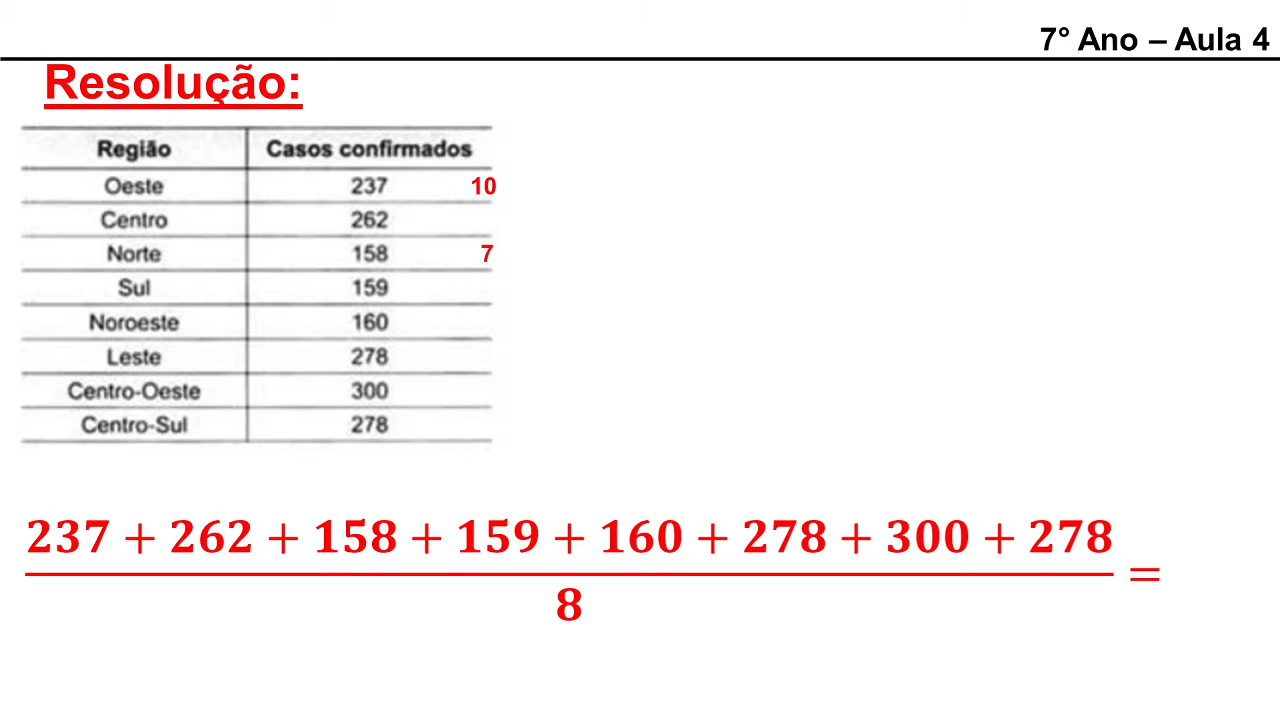 7° Ano – Aula 4
Resolução:
Região Casos confirmados
Oeste 237 10
Centro 262
Norte 158 7
Sul 159
Noroeste 160
Leste 278
Centro-Oeste 300
Centro-Sul 278
237 + 262 + 158 + 159 + 160 + 278 + 300 + 278
=
8